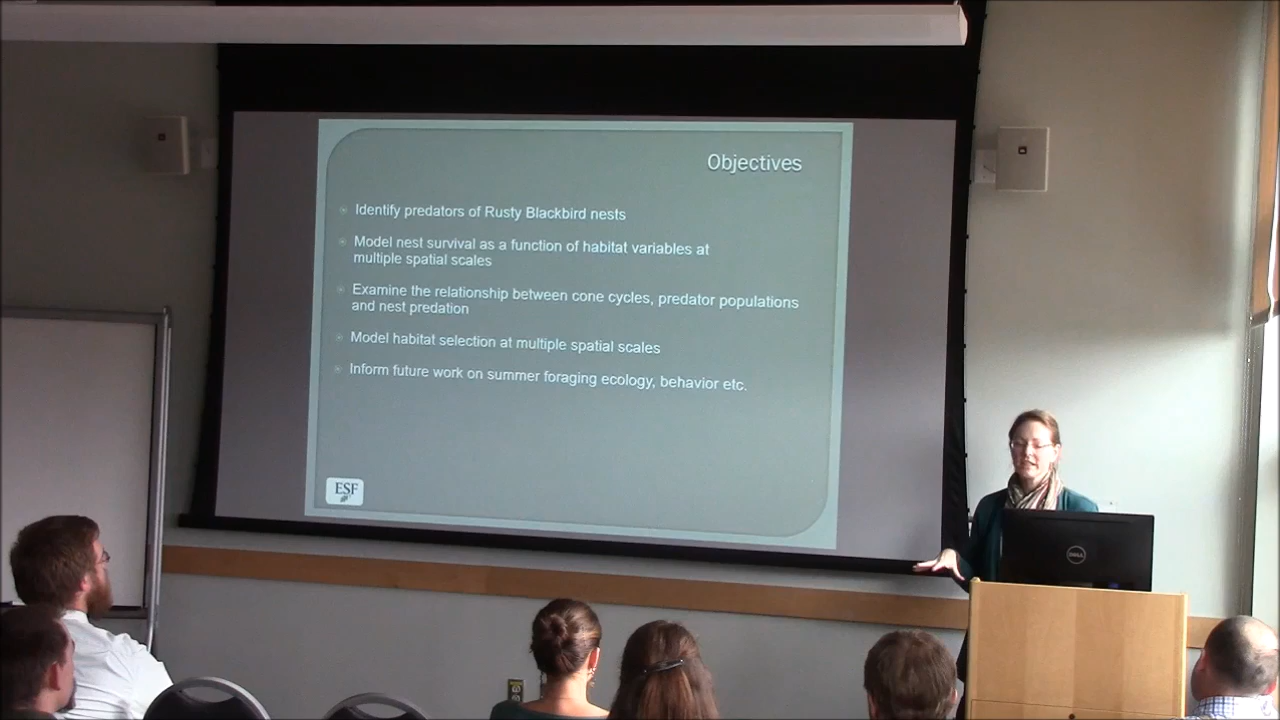 Objectives
Identify predators of Rusty Blackbird nests
Model nest survival as a function of habitat variables at
multiple spatial scales
Examine the relationship between cone cycles, predator populations
and nest predation
Model habitat selection at multiple spatial scales
Inform future work on summer foraging ecology, behavior etc.
ESF
DELL